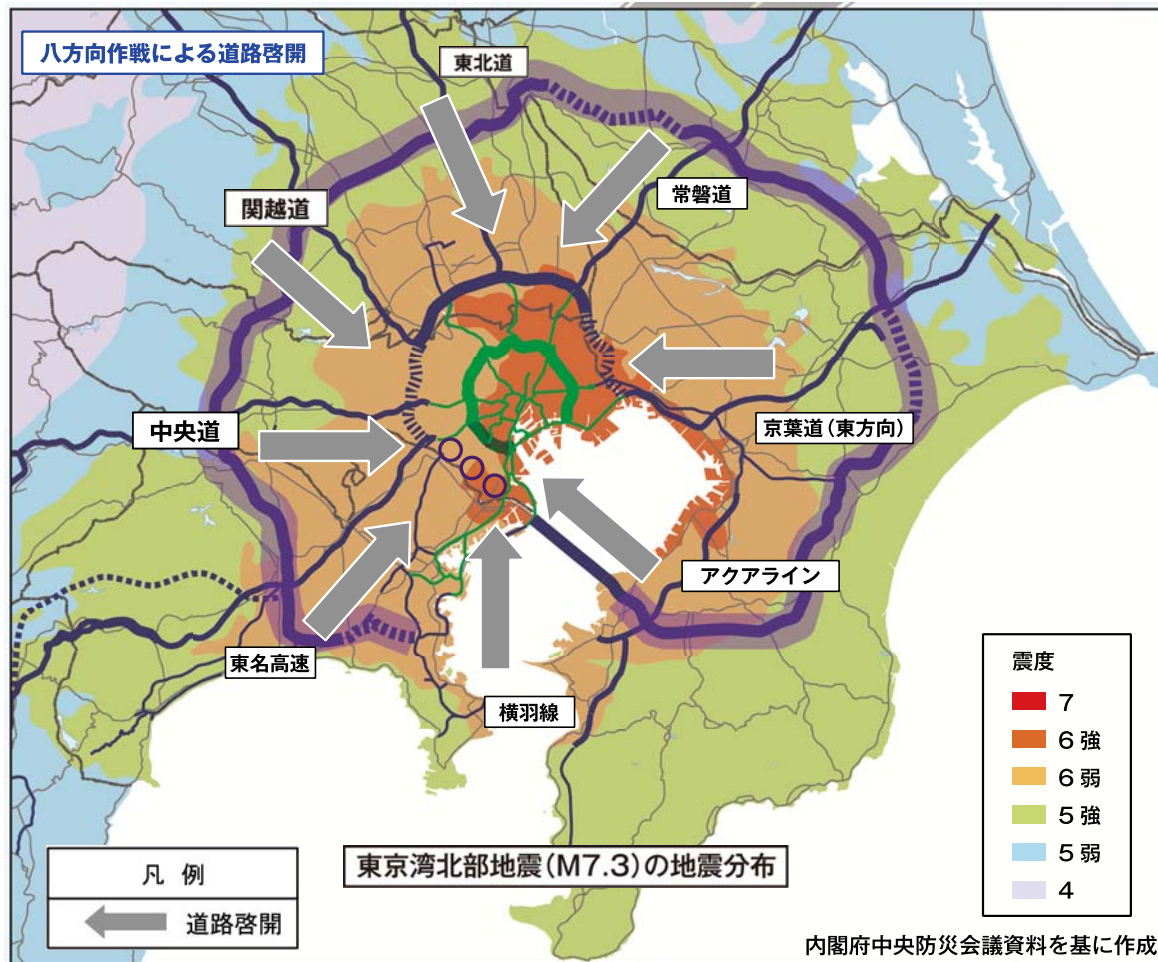 八方向作戦による道路啓開
東北道
常磐道
関越道
中央道
京葉道(東方向)
アクアライン
東名高速
横羽線
震度
7
6強
6弱
5強
5弱
4
東京湾北部地震(M7.3)の地震分布
凡 例
道路啓開
内閣府中央防災会議資料を基に作成